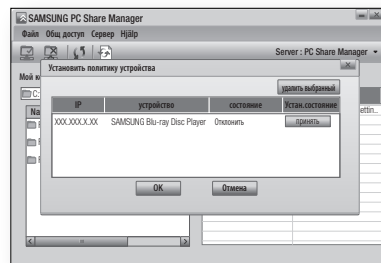 SAMSUNG PC Share Manager
Файл Общ доступ Сервер Hjälp
Server : PC Share Manager
Установить политику устройства
Мой к
удалить выбранный
C:
IP устройство состояние Устан.состояние
Na
XXX.XXX.X.XX SAMSUNG Blu-ray Disc Player Отклонить принять
OK Отмена